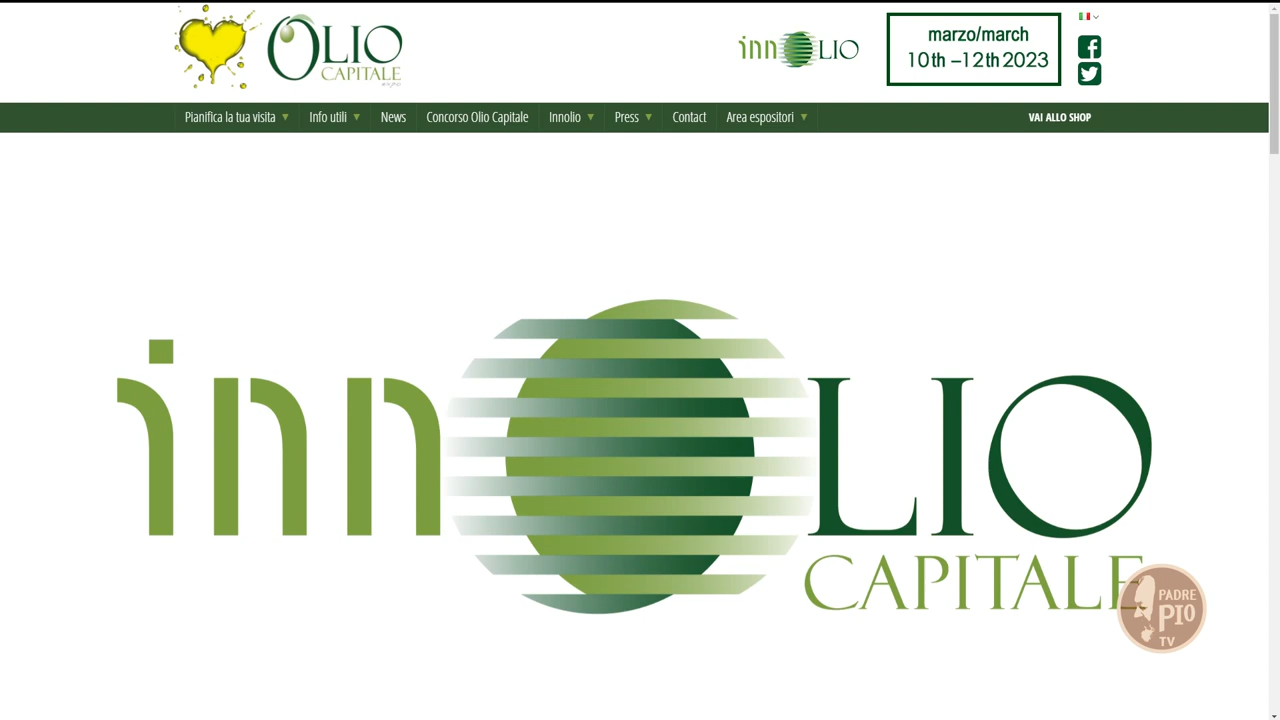 OLIO
CAPITALE
expo
innOLIO
marzo/march
10th –12th 2023
Pianifica la tua visita
Info utili
News
Concorso Olio Capitale
Innolio
Press
Contact
Area espositori
VAI ALLO SHOP
innOLIO
CAPITALE
PADRE
PIO
TV